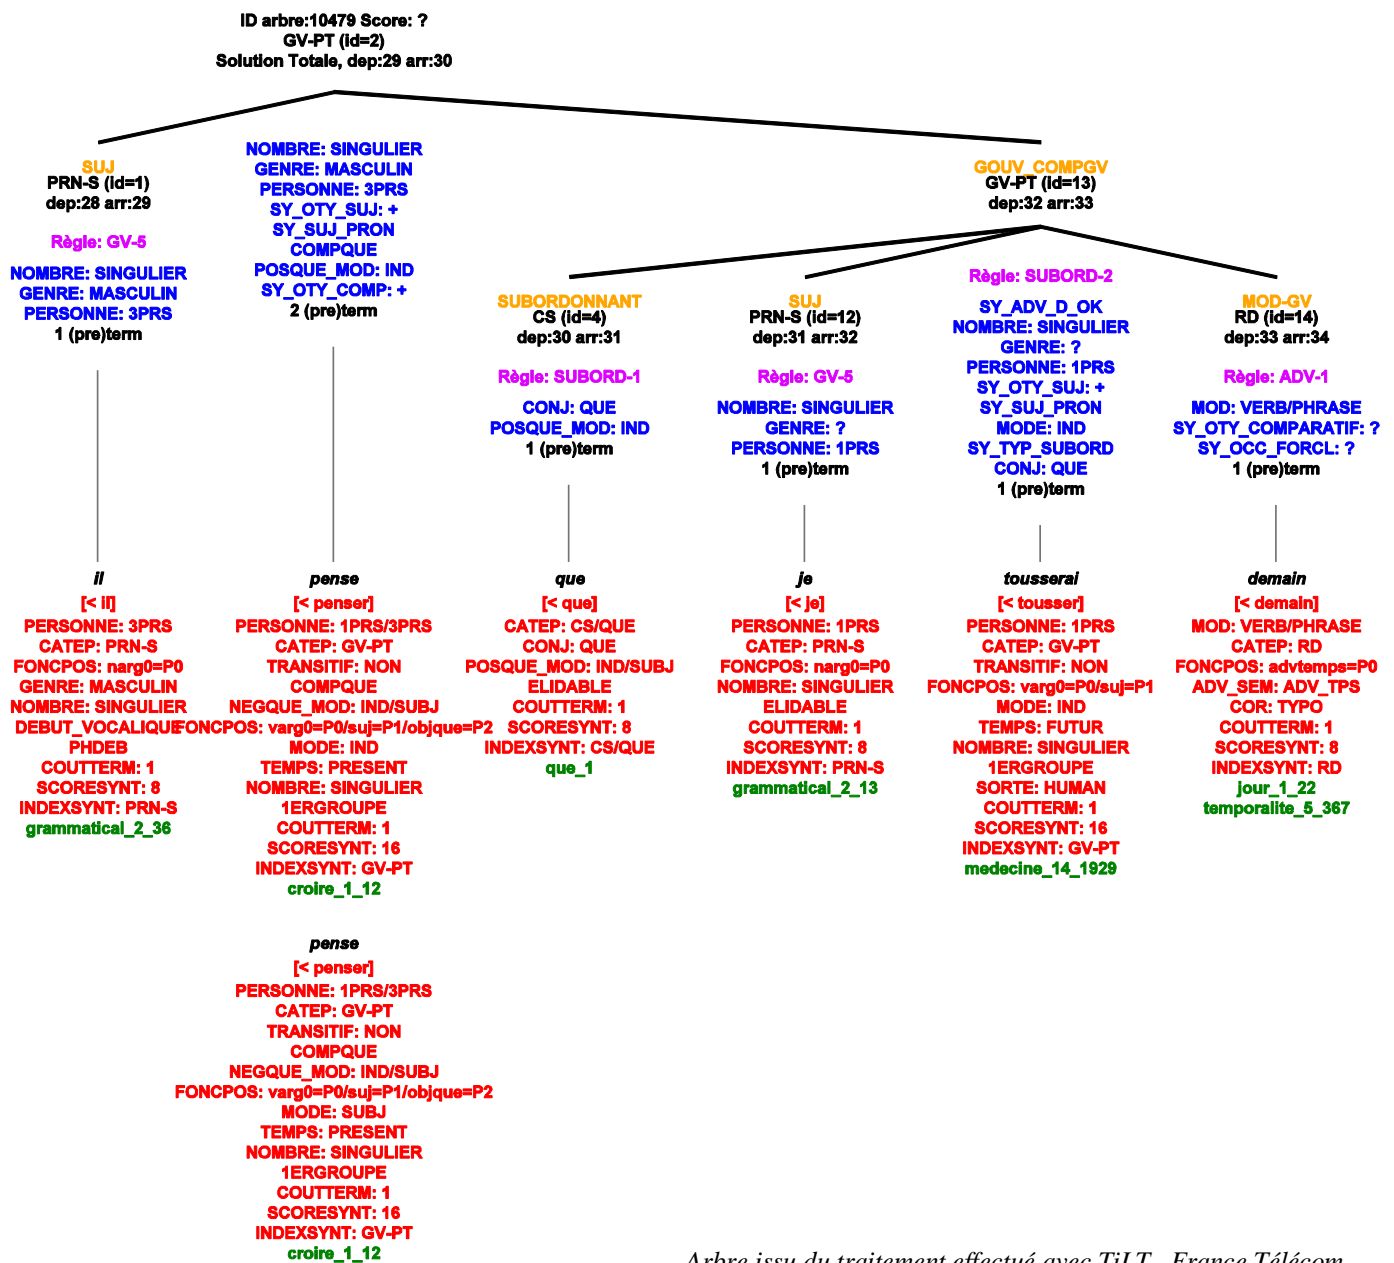 ID arbre:10479 Score: ?
GV-PT (id=2)
Solution Totale, dep:29 arr:30
SUJ
PRN-S (id=1)
dep:28 arr:29
Règle: GV-5
NOMBRE: SINGULIER
GENRE: MASCULIN
PERSONNE: 3PRS
1 (pre)term
NOMBRE: SINGULIER
GENRE: MASCULIN
PERSONNE: 3PRS
SY_OTY_SUJ: +
SY_SUJ_PRON
COMPQUE
POSQUE_MOD: IND
SY_OTY_COMP: +
2 (pre)term
GOUV_COMPGV
GV-PT (id=13)
dep:32 arr:33
SUBORDONNANT
CS (id=4)
dep:30 arr:31
Règle: SUBORD-1
CONJ: QUE
POSQUE_MOD: IND
1 (pre)term
SUJ
PRN-S (id=12)
dep:31 arr:32
Règle: GV-5
NOMBRE: SINGULIER
GENRE: ?
PERSONNE: 1PRS
1 (pre)term
Règle: SUBORD-2
SY_ADV_D_OK
NOMBRE: SINGULIER
GENRE: ?
PERSONNE: 1PRS
SY_OTY_SUJ: +
SY_SUJ_PRON
MODE: IND
SY_TYP_SUBORD
CONJ: QUE
1 (pre)term
MOD-GV
RD (id=14)
dep:33 arr:34
Règle: ADV-1
MOD: VERB/PHRASE
SY_OTY_COMPARATIF: ?
SY_OCC_FORCL: ?
1 (pre)term
il
[< il]
PERSONNE: 3PRS
CATEP: PRN-S
FONCPOS: narg0=P0
GENRE: MASCULIN
NOMBRE: SINGULIER
DEBUT_VOCALIQUE
PHDEB
COUTTERM: 1
SCORESYNT: 8
INDEXSYNT: PRN-S
grammatical_2_36
pense
[< penser]
PERSONNE: 1PRS/3PRS
CATEP: GV-PT
TRANSITIF: NON
COMPQUE
NEGQUE_MOD: IND/SUBJ
FONCPOS: varg0=P0/suj=P1/objque=P2
MODE: IND
TEMPS: PRESENT
NOMBRE: SINGULIER
1ERGROUPE
COUTTERM: 1
SCORESYNT: 16
INDEXSYNT: GV-PT
croire_1_12
pense
[< penser]
PERSONNE: 1PRS/3PRS
CATEP: GV-PT
TRANSITIF: NON
COMPQUE
NEGQUE_MOD: IND/SUBJ
FONCPOS: varg0=P0/suj=P1/objque=P2
MODE: SUBJ
TEMPS: PRESENT
NOMBRE: SINGULIER
1ERGROUPE
COUTTERM: 1
SCORESYNT: 16
INDEXSYNT: GV-PT
croire_1_12
que
[< que]
CATEP: CS/QUE
CONJ: QUE
POSQUE_MOD: IND/SUBJ
ELIDABLE
COUTTERM: 1
SCORESYNT: 8
INDEXSYNT: CS/QUE
que_1
je
[< je]
PERSONNE: 1PRS
CATEP: PRN-S
FONCPOS: narg0=P0
NOMBRE: SINGULIER
ELIDABLE
COUTTERM: 1
SCORESYNT: 8
INDEXSYNT: PRN-S
grammatical_2_13
tousserai
[< tousser]
PERSONNE: 1PRS
CATEP: GV-PT
TRANSITIF: NON
FONCPOS: varg0=P0/suj=P1
MODE: IND
TEMPS: FUTUR
NOMBRE: SINGULIER
1ERGROUPE
SORTE: HUMAN
COUTTERM: 1
SCORESYNT: 16
INDEXSYNT: GV-PT
medecine_14_1929
demain
[< demain]
MOD: VERB/PHRASE
CATEP: RD
FONCPOS: advtemps=P0
ADV_SEM: ADV_TPS
COR: TYPO
COUTTERM: 1
SCORESYNT: 8
INDEXSYNT: RD
jour_1_22
temporalite_5_367
Arbre issu du traitement effectué avec TiLT - France Télécom